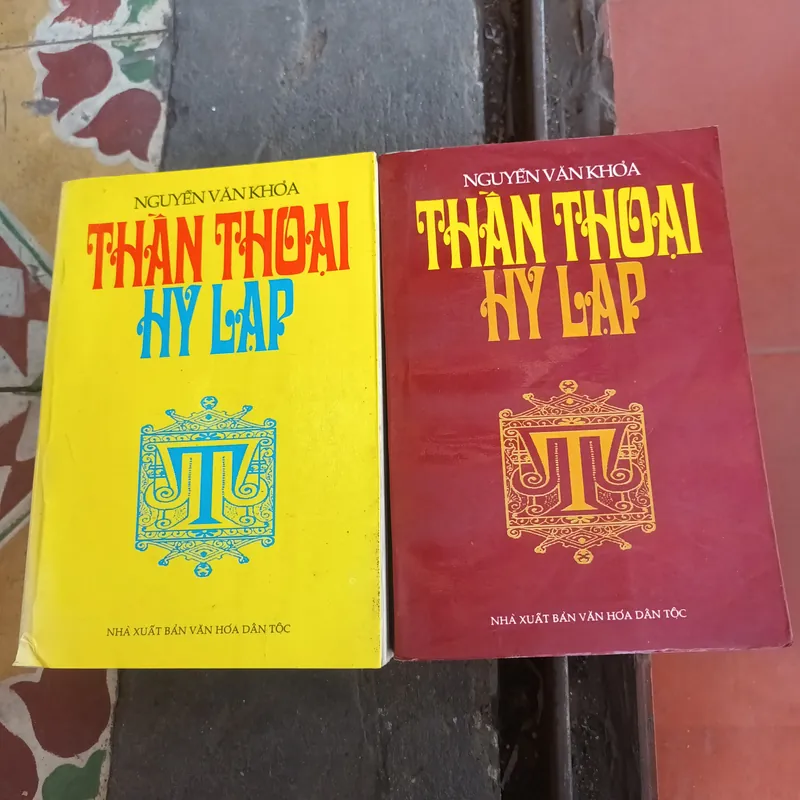 NGUYỄN VĂN KHỎA
THẦN THOẠI
HY LẠP
T
NHÀ XUẤT BẢN VĂN HÓA DÂN TỘC
NGUYỄN VĂN KHỎA
THẦN THOẠI
HY LẠP
T
NHÀ XUẤT BẢN VĂN HÓA DÂN TỘC